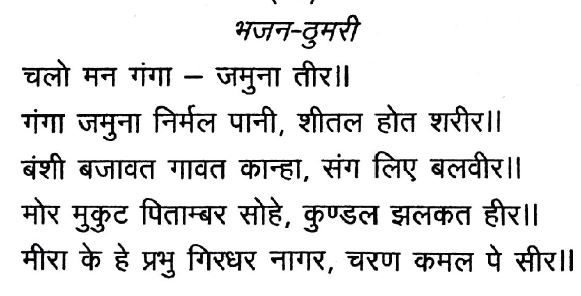 भजन-ठुमरी
चलो मन गंगा – जमुना तीर॥
गंगा जमुना निर्मल पानी, शीतल होत शरीर॥
बंशी बजावत गावत कान्हा, संग लिए बलवीर॥
मोर मुकुट पिताम्बर सोहे, कुण्डल झलकत हीर॥
मीरा के हे प्रभु गिरधर नागर, चरण कमल पे सीर॥